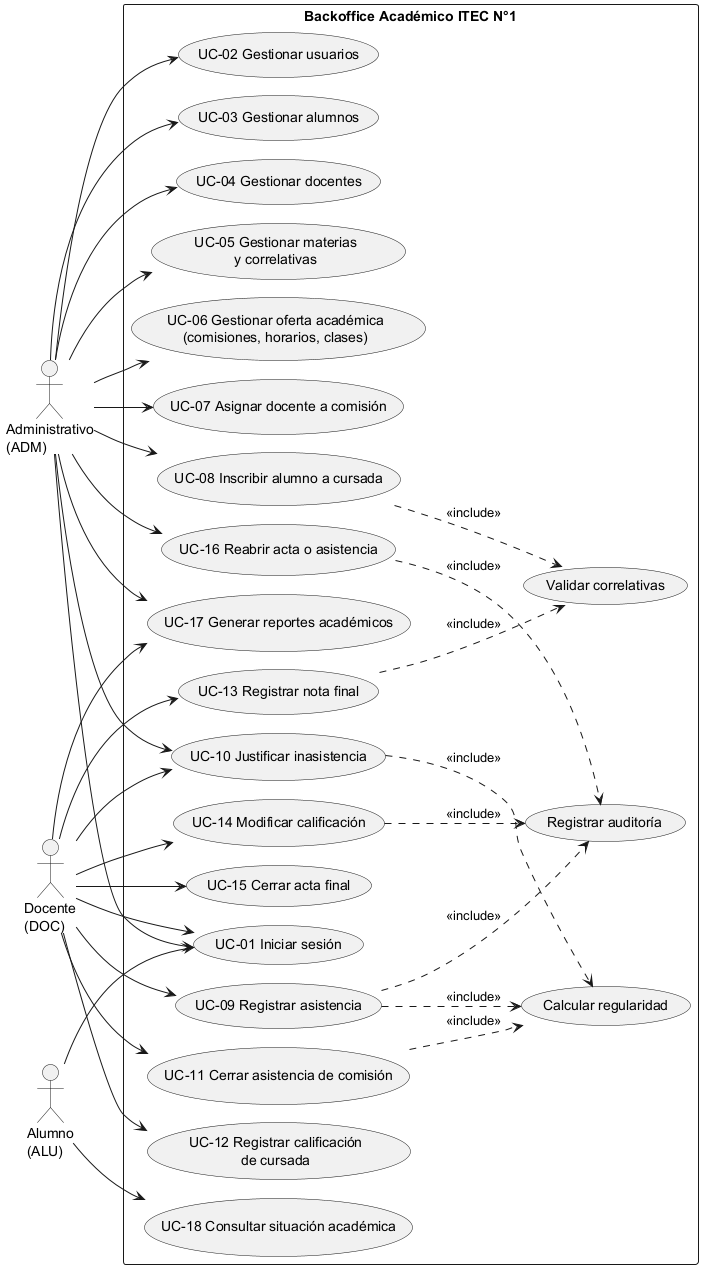 Backoffice Académico ITEC N°1
UC-02 Gestionar usuarios
UC-03 Gestionar alumnos
UC-04 Gestionar docentes
UC-05 Gestionar materias
y correlativas
UC-06 Gestionar oferta académica
(comisiones, horarios, clases)
UC-07 Asignar docente a comisión
Administrativo
(ADM)
UC-08 Inscribir alumno a cursada
«include»
UC-16 Reabrir acta o asistencia
«include»
Validar correlativas
UC-17 Generar reportes académicos
«include»
UC-13 Registrar nota final
UC-10 Justificar inasistencia
«include»
UC-14 Modificar calificación
«include»
Registrar auditoría
UC-15 Cerrar acta final
Docente
(DOC)
«include»
UC-01 Iniciar sesión
UC-09 Registrar asistencia
«include»
Calcular regularidad
«include»
UC-11 Cerrar asistencia de comisión
Alumno
(ALU)
UC-12 Registrar calificación
de cursada
UC-18 Consultar situación académica